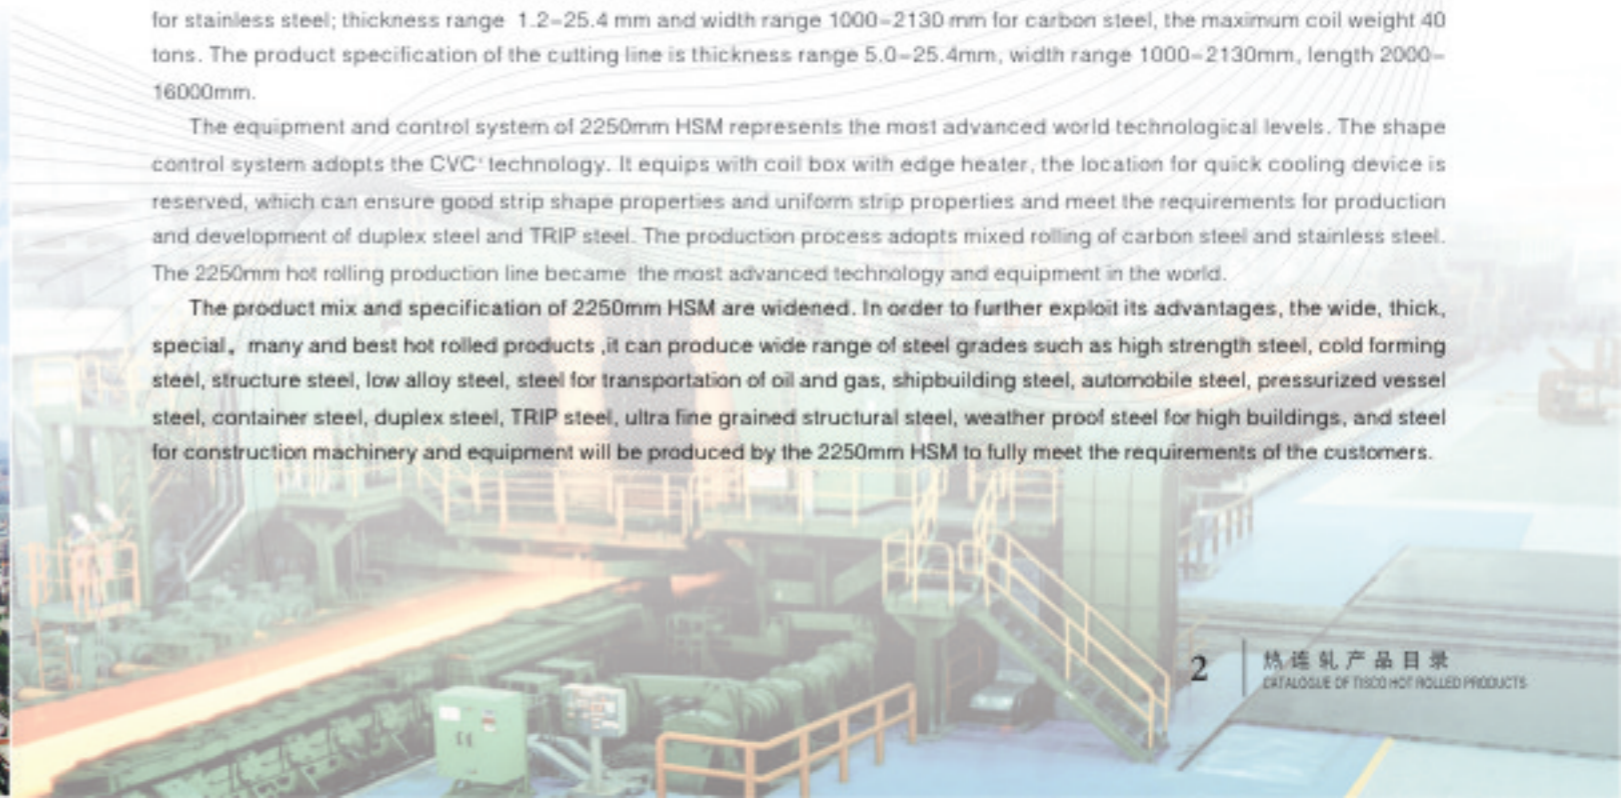 for stainless steel; thickness range 1.2-25.4 mm and width range 1000-2130 mm for carbon steel, the maximum coil weight 40
tons. The product specification of the cutting line is thickness range 5.0-25.4mm, width range 1000-2130mm, length 2000-
16000mm.
The equipment and control system of 2250mm HSM represents the most advanced world technological levels. The shape
control system adopts the CVC⁺ technology. It equips with coil box with edge heater, the location for quick cooling device is
reserved, which can ensure good strip shape properties and uniform strip properties and meet the requirements for production
and development of duplex steel and TRIP steel. The production process adopts mixed rolling of carbon steel and stainless steel.
The 2250mm hot rolling production line became the most advanced technology and equipment in the world.
The product mix and specification of 2250mm HSM are widened. In order to further exploit its advantages, the wide, thick,
special，many and best hot rolled products ,it can produce wide range of steel grades such as high strength steel, cold forming
steel, structure steel, low alloy steel, steel for transportation of oil and gas, shipbuilding steel, automobile steel, pressurized vessel
steel, container steel, duplex steel, TRIP steel, ultra fine grained structural steel, weather proof steel for high buildings, and steel
for construction machinery and equipment will be produced by the 2250mm HSM to fully meet the requirements of the customers.
2
热连轧产品目录
CATALOGUE OF TISCO HOT ROLLED PRODUCTS